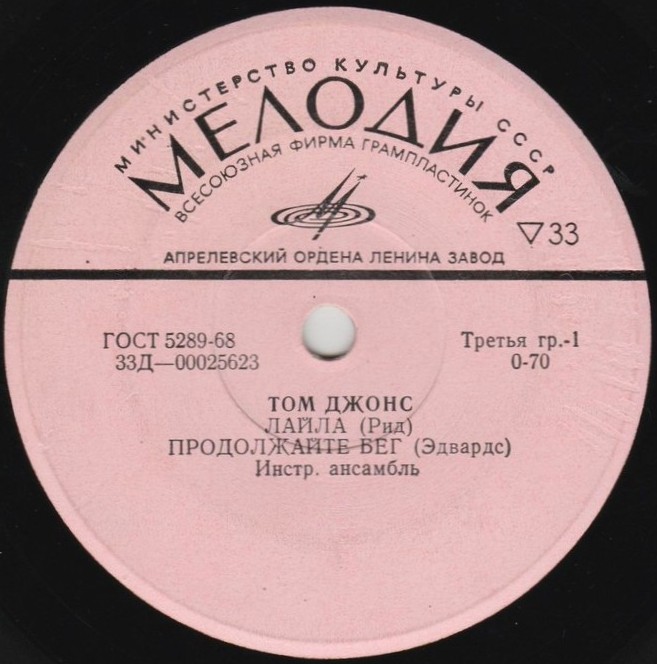 МИНИСТЕРСТВО КУЛЬТУРЫ СССР
МЕЛОДИЯ
ВСЕСОЮЗНАЯ ФИРМА ГРАМПЛАСТИНОК
▽33
АПРЕЛЕВСКИЙ ОРДЕНА ЛЕНИНА ЗАВОД
ГОСТ 5289-68
33Д—00025623
Третья гр.-1
0-70
ТОМ ДЖОНС
ЛАЙЛА (Рид)
ПРОДОЛЖАЙТЕ БЕГ (Эдвардс)
Инстр. ансамбль